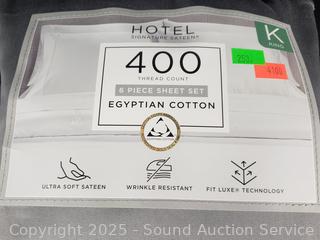 HOTEL
SIGNATURE SATEEN®
K
KING
400
THREAD COUNT
6 PIECE SHEET SET
EGYPTIAN COTTON
ULTRA SOFT SATEEN
WRINKLE RESISTANT
FIT LUXE® TECHNOLOGY
Copyright 2025 - Sound Auction Service